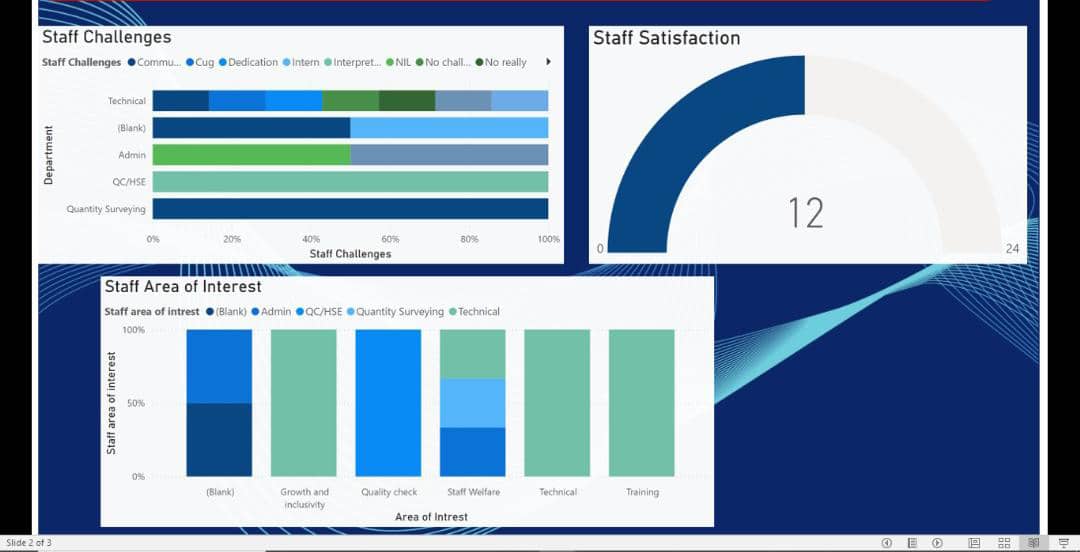 Staff Challenges
Staff Challenges Commu... Cug Dedication Intern Interpret... NIL No chall... No really
Department
Technical
(Blank)
Admin
QC/HSE
Quantity Surveying
0% 20% 40% 60% 80% 100%
Staff Challenges
Staff Satisfaction
12
0
24
Staff Area of Interest
Staff area of intrest (Blank) Admin QC/HSE Quantity Surveying Technical
Staff area of interest
100%
50%
0%
(Blank) Growth and inclusivity Quality check Staff Welfare Technical Training
Area of Intrest
Slide 2 of 3